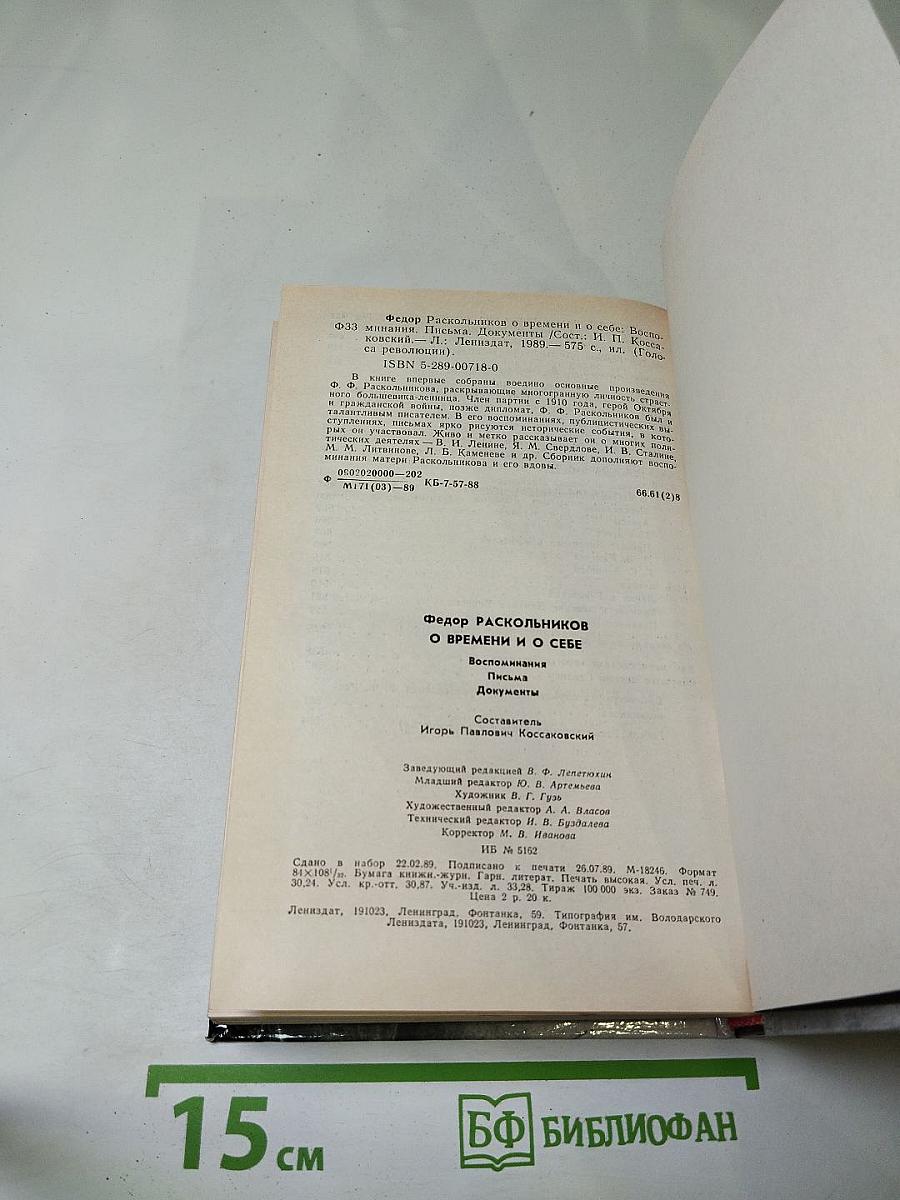 Федор Раскольников о времени и о себе: Воспо-
Ф33 минания. Письма. Документы /Сост.: И. П. Косса-
ковский.— Л.: Лениздат, 1989.— 575 с., ил. (Голо-
са революции).
ISBN 5-289-00718-0
В книге впервые собраны воедино основные произведения
Ф. Ф. Раскольникова, раскрывающие многогранную личность страст-
ного большевика-ленинца. Член партии с 1910 года, герой Октября
и гражданской войны, позже дипломат, Ф. Ф. Раскольников был и
талантливым писателем. В его воспоминаниях, публицистических вы-
ступлениях, письмах ярко рисуются исторические события, в кото-
рых он участвовал. Живо и метко рассказывает он о многих поли-
тических деятелях — В. И. Ленине, Я. М. Свердлове, И. В. Сталине,
М. М. Литвинове, Л. Б. Каменеве и др. Сборник дополняют воспо-
минания матери Раскольникова и его вдовы.
Ф 0902020000—202
М171(03)—89 КБ-7-57-88
66.61(2)8
Федор РАСКОЛЬНИКОВ
О ВРЕМЕНИ И О СЕБЕ
Воспоминания
Письма
Документы
Составитель
Игорь Павлович Коссаковский
Заведующий редакцией В. Ф. Лепетюхин
Младший редактор Ю. В. Артемьева
Художник В. Г. Гузь
Художественный редактор А. А. Власов
Технический редактор И. В. Буздалева
Корректор М. В. Иванова
ИБ № 5162
Сдано в набор 22.02.89. Подписано к печати 26.07.89. М-18246. Формат
84×108¹/₃₂. Бумага книжн.-журн. Гарн. литерат. Печать высокая. Усл. печ. л.
30,24. Усл. кр.-отт. 30,87. Уч.-изд. л. 33,28. Тираж 100 000 экз. Заказ № 749.
Цена 2 р. 20 к.
Лениздат, 191023, Ленинград, Фонтанка, 59. Типография им. Володарского
Лениздата, 191023, Ленинград, Фонтанка, 57.
15 см
БФ БИБЛИОФАН